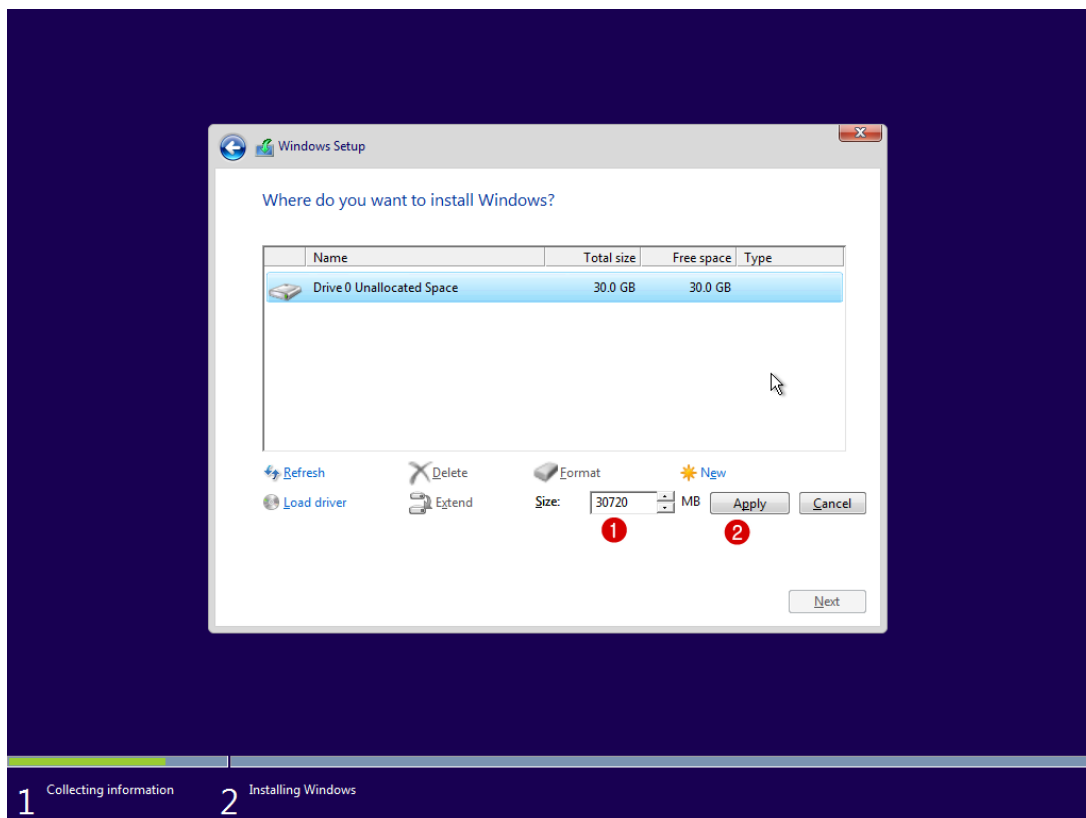 Windows Setup
Where do you want to install Windows?
Name Total size Free space Type
Drive 0 Unallocated Space 30.0 GB 30.0 GB
Refresh Delete Format New
Load driver Extend Size: 30720 MB Apply Cancel
1 2
Next
1 Collecting information 2 Installing Windows